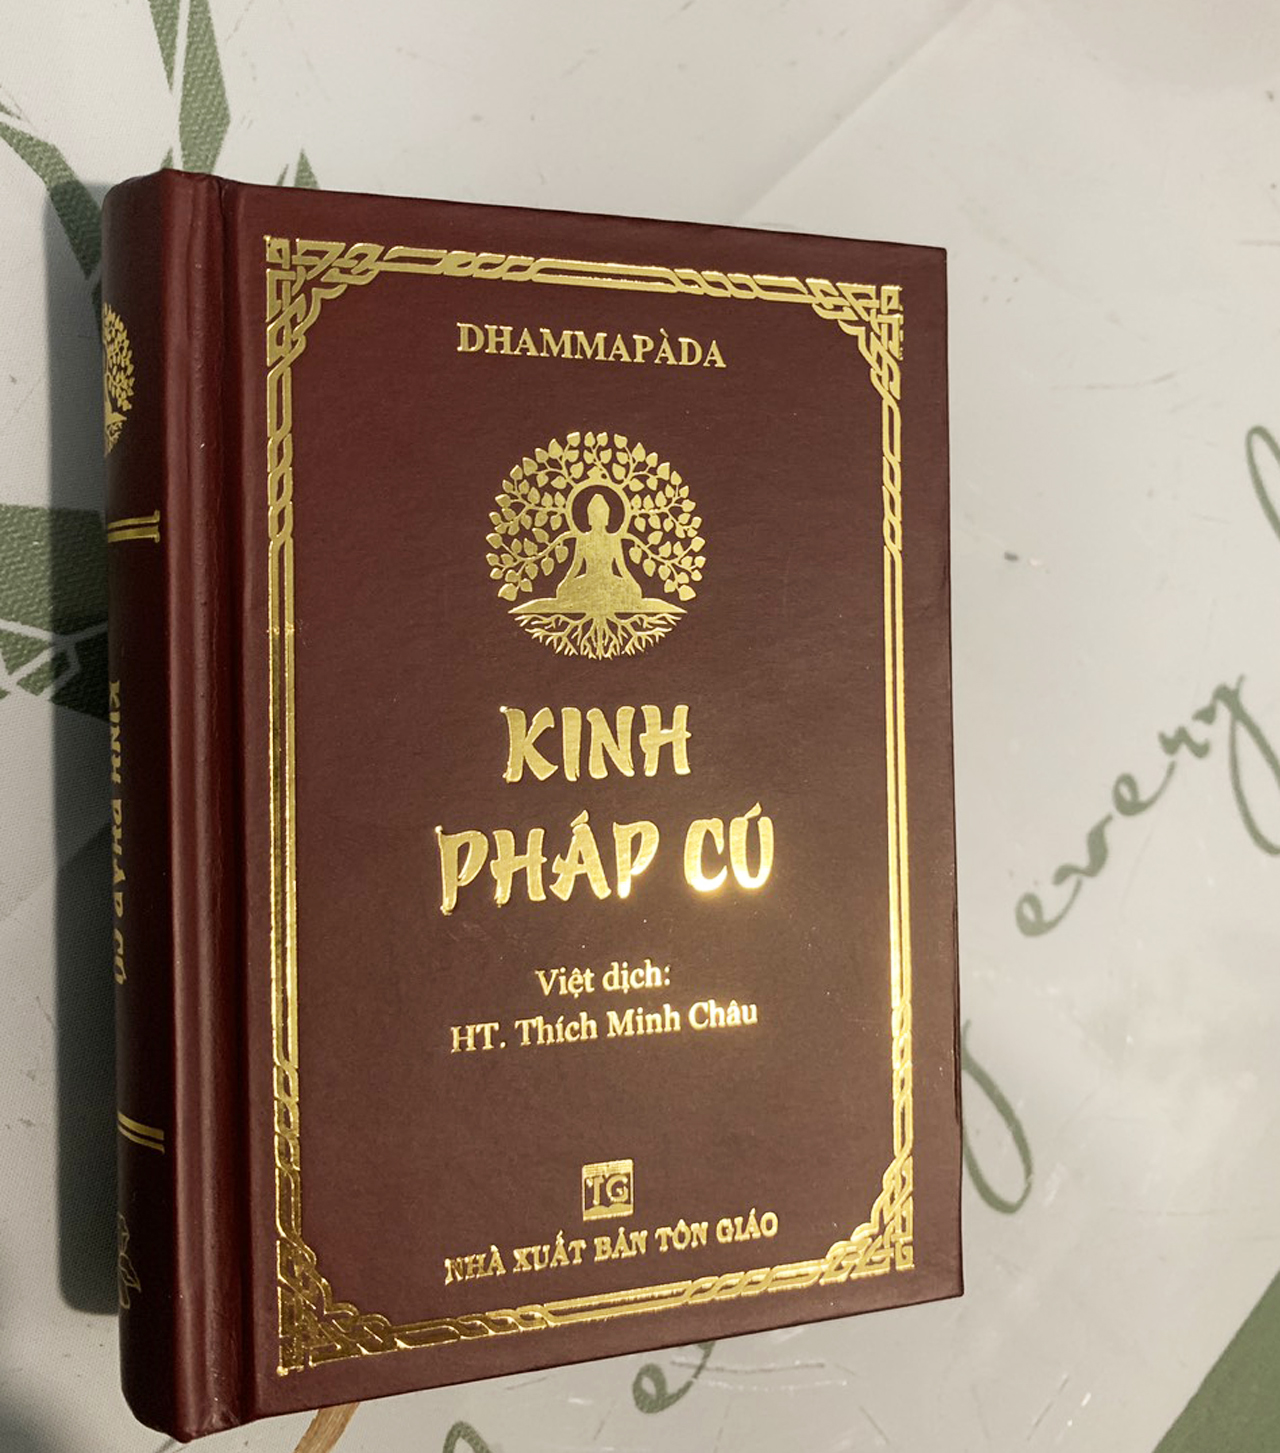 DHAMMAPÀDA
KINH
PHÁP CÚ
Việt dịch:
HT. Thích Minh Châu
TG
NHÀ XUẤT BẢN TÔN GIÁO
KINH PHÁP CÚ
every